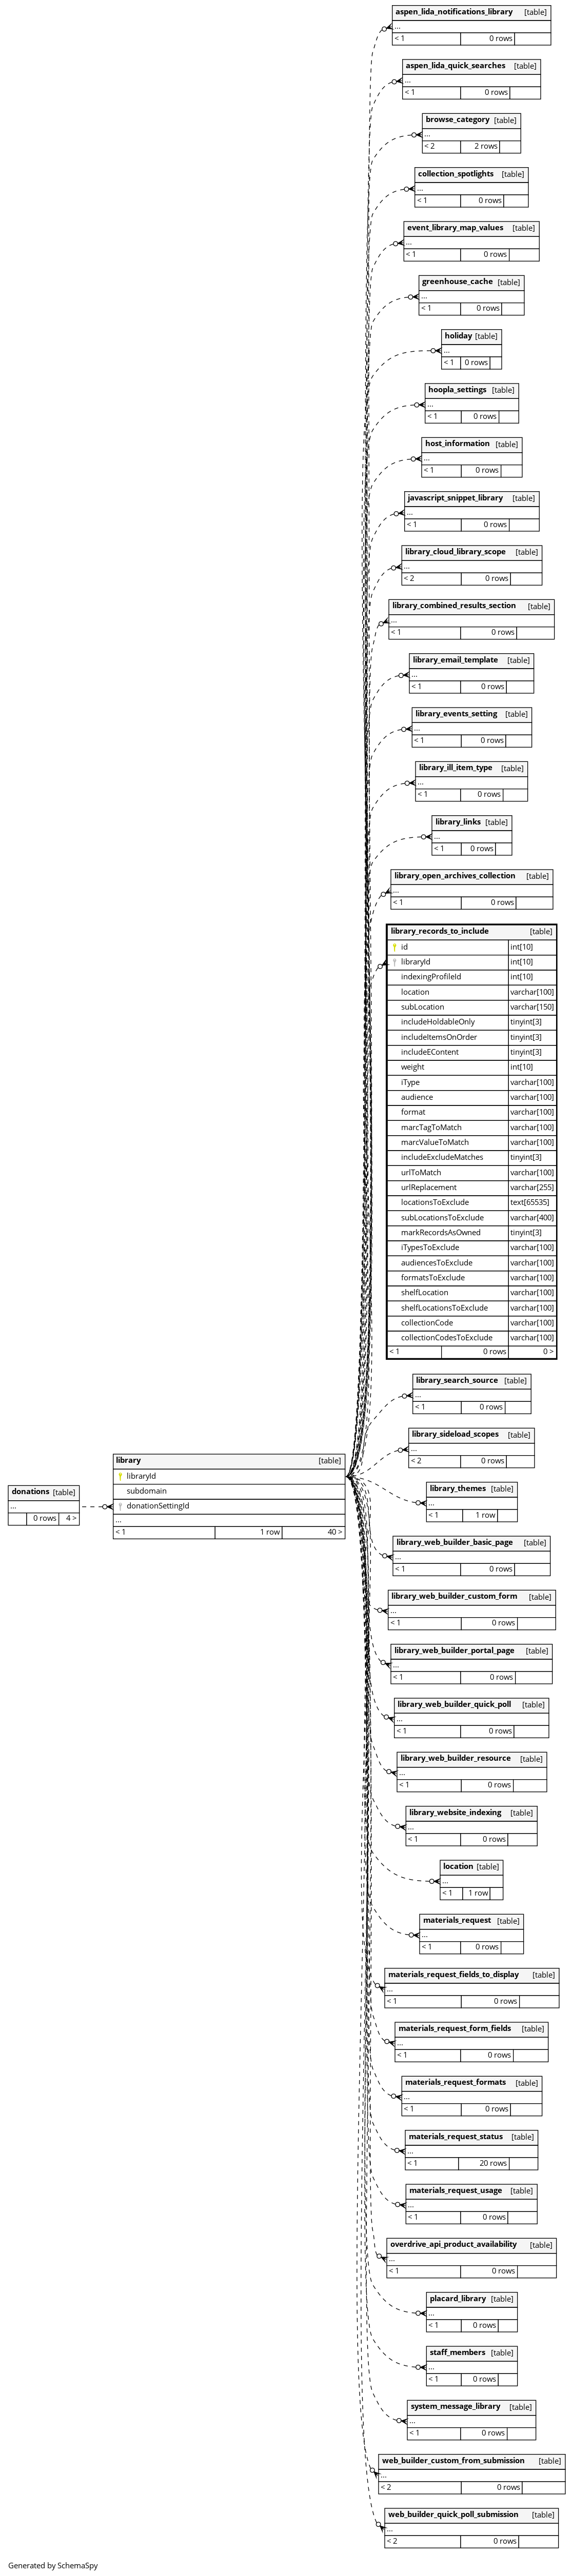 aspen_lida_notifications_library [table]
...
< 1 0 rows
aspen_lida_quick_searches [table]
...
< 1 0 rows
browse_category [table]
...
< 2 2 rows
collection_spotlights [table]
...
< 1 0 rows
event_library_map_values [table]
...
< 1 0 rows
greenhouse_cache [table]
...
< 1 0 rows
holiday [table]
...
< 1 0 rows
hoopla_settings [table]
...
< 1 0 rows
host_information [table]
...
< 1 0 rows
javascript_snippet_library [table]
...
< 1 0 rows
library_cloud_library_scope [table]
...
< 2 0 rows
library_combined_results_section [table]
...
< 1 0 rows
library_email_template [table]
...
< 1 0 rows
library_events_setting [table]
...
< 1 0 rows
library_ill_item_type [table]
...
< 1 0 rows
library_links [table]
...
< 1 0 rows
library_open_archives_collection [table]
...
< 1 0 rows
library_records_to_include [table]
id int[10]
libraryId int[10]
indexingProfileId int[10]
location varchar[100]
subLocation varchar[150]
includeHoldableOnly tinyint[3]
includeItemsOnOrder tinyint[3]
includeEContent tinyint[3]
weight int[10]
iType varchar[100]
audience varchar[100]
format varchar[100]
marcTagToMatch varchar[100]
marcValueToMatch varchar[100]
includeExcludeMatches tinyint[3]
urlToMatch varchar[100]
urlReplacement varchar[255]
locationsToExclude text[65535]
subLocationsToExclude varchar[400]
markRecordsAsOwned tinyint[3]
iTypesToExclude varchar[100]
audiencesToExclude varchar[100]
formatsToExclude varchar[100]
shelfLocation varchar[100]
shelfLocationsToExclude varchar[100]
collectionCode varchar[100]
collectionCodesToExclude varchar[100]
< 1 0 rows 0 >
library_search_source [table]
...
< 1 0 rows
library_sideload_scopes [table]
...
< 2 0 rows
library [table]
libraryId
subdomain
donationSettingId
...
< 1 1 row 40 >
donations [table]
...
0 rows 4 >
library_themes [table]
...
< 1 1 row
library_web_builder_basic_page [table]
...
< 1 0 rows
library_web_builder_custom_form [table]
...
< 1 0 rows
library_web_builder_portal_page [table]
...
< 1 0 rows
library_web_builder_quick_poll [table]
...
< 1 0 rows
library_web_builder_resource [table]
...
< 1 0 rows
library_website_indexing [table]
...
< 1 0 rows
location [table]
...
< 1 1 row
materials_request [table]
...
< 1 0 rows
materials_request_fields_to_display [table]
...
< 1 0 rows
materials_request_form_fields [table]
...
< 1 0 rows
materials_request_formats [table]
...
< 1 0 rows
materials_request_status [table]
...
< 1 20 rows
materials_request_usage [table]
...
< 1 0 rows
overdrive_api_product_availability [table]
...
< 1 0 rows
placard_library [table]
...
< 1 0 rows
staff_members [table]
...
< 1 0 rows
system_message_library [table]
...
< 1 0 rows
web_builder_custom_from_submission [table]
...
< 2 0 rows
web_builder_quick_poll_submission [table]
...
< 2 0 rows
Generated by SchemaSpy